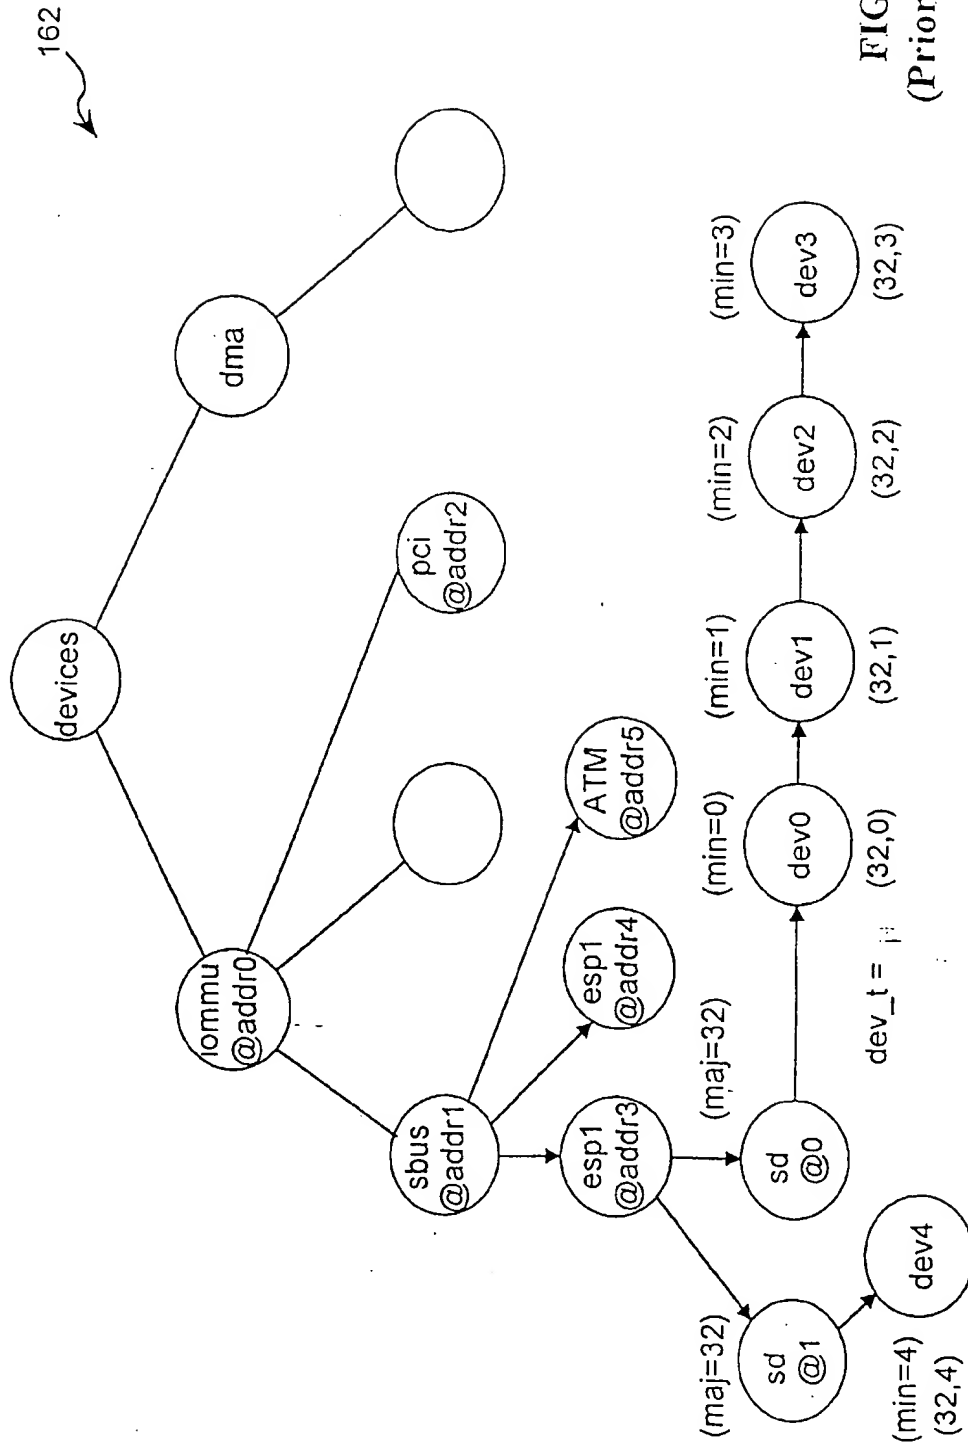 162
devices
iommu
@addr0
dma
sbus
@addr1
pci
@addr2
esp1
@addr3
esp1
@addr4
ATM
@addr5
(maj=32)
sd
@1
(maj=32)
sd
@0
(min=0)
dev0
(32,0)
(min=1)
dev1
(32,1)
(min=2)
dev2
(32,2)
(min=3)
dev3
(32,3)
dev_t =
dev4
(min=4)
(32,4)
FIG
(Prior